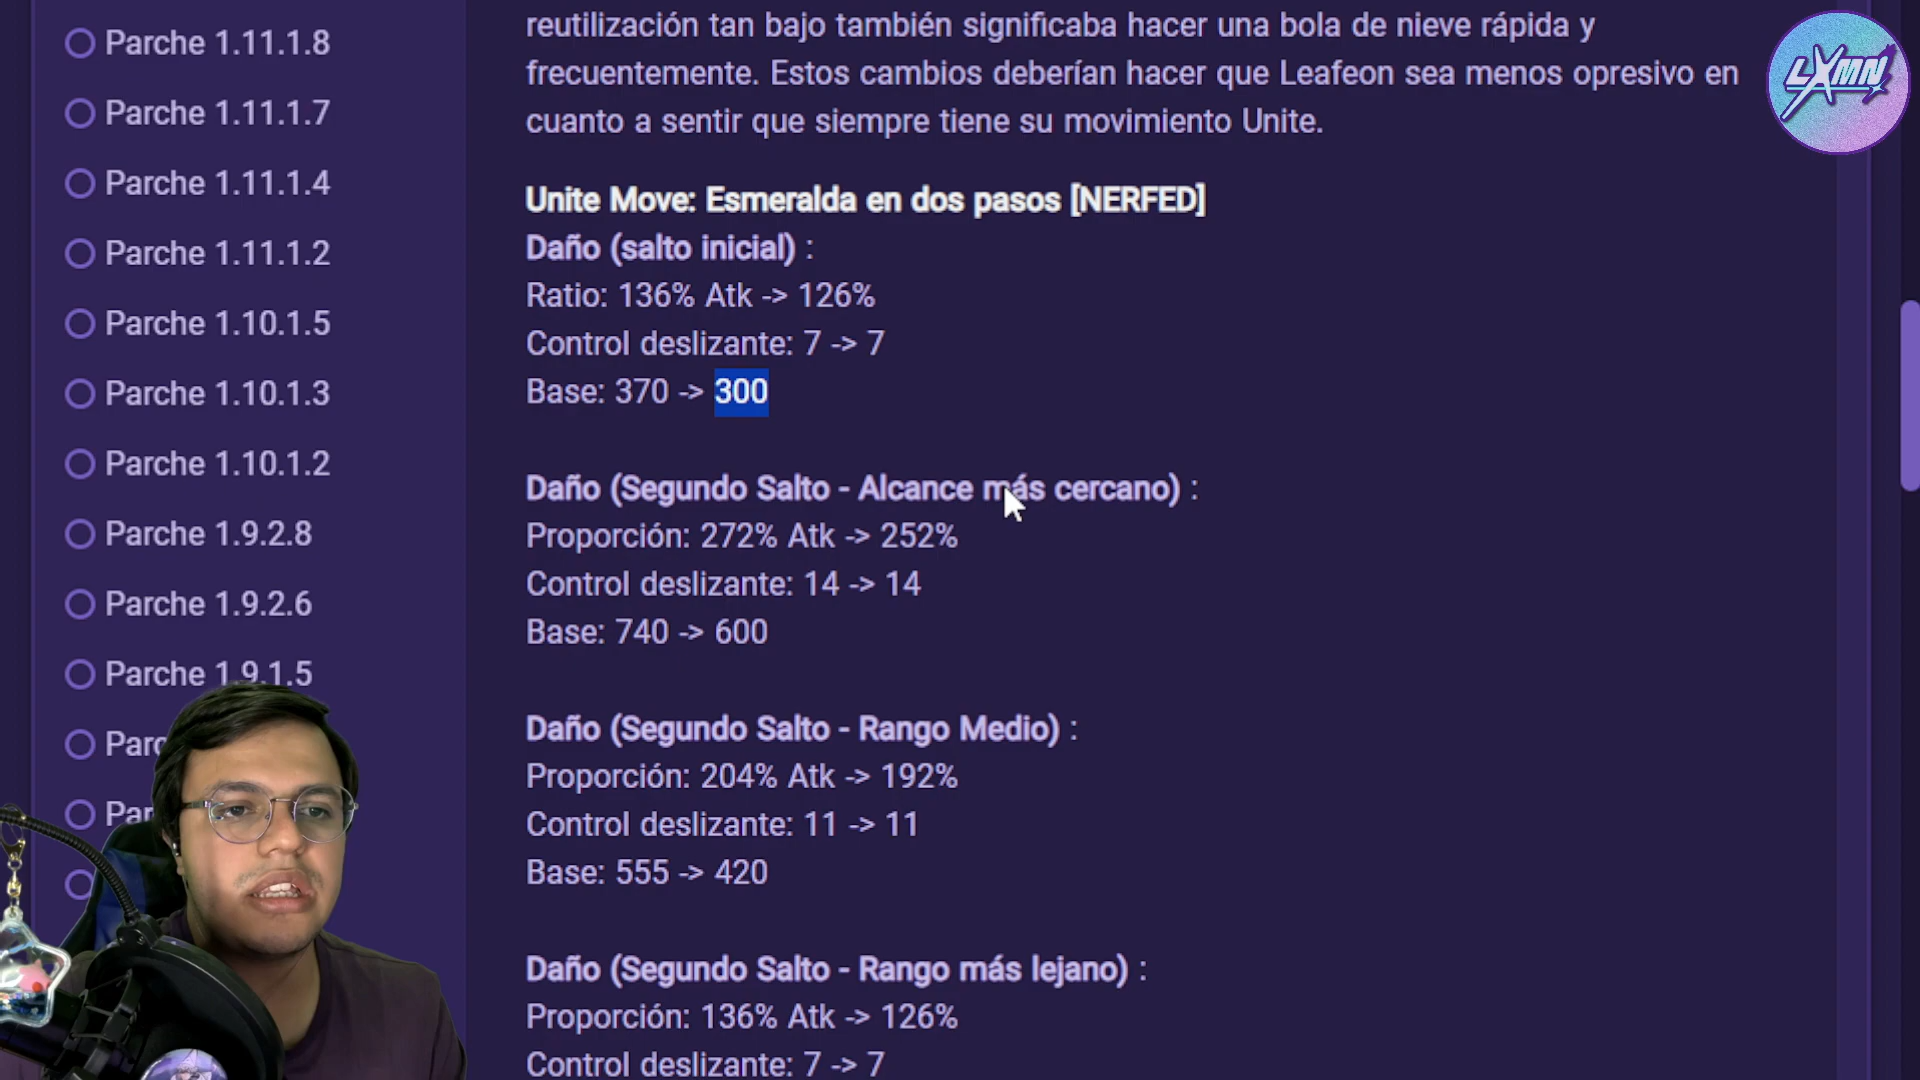 Parche 1.11.1.8
Parche 1.11.1.7
Parche 1.11.1.4
Parche 1.11.1.2
Parche 1.10.1.5
Parche 1.10.1.3
Parche 1.10.1.2
Parche 1.9.2.8
Parche 1.9.2.6
Parche 1.9.1.5
Parc
Par
reutilización tan bajo también significaba hacer una bola de nieve rápida y
frecuentemente. Estos cambios deberían hacer que Leafeon sea menos opresivo en
cuanto a sentir que siempre tiene su movimiento Unite.
Unite Move: Esmeralda en dos pasos [NERFED]
Daño (salto inicial) :
Ratio: 136% Atk -> 126%
Control deslizante: 7 -> 7
Base: 370 -> 300
Daño (Segundo Salto - Alcance más cercano) :
Proporción: 272% Atk -> 252%
Control deslizante: 14 -> 14
Base: 740 -> 600
Daño (Segundo Salto - Rango Medio) :
Proporción: 204% Atk -> 192%
Control deslizante: 11 -> 11
Base: 555 -> 420
Daño (Segundo Salto - Rango más lejano) :
Proporción: 136% Atk -> 126%
Control deslizante: 7 -> 7
LXMN